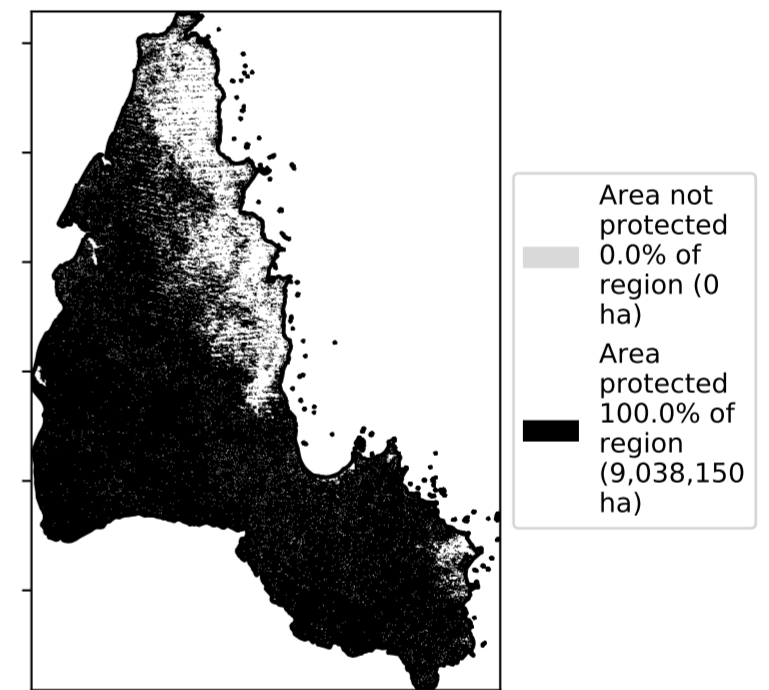 Area not
protected
0.0% of
region (0
ha)
Area
protected
100.0% of
region
(9,038,150
ha)